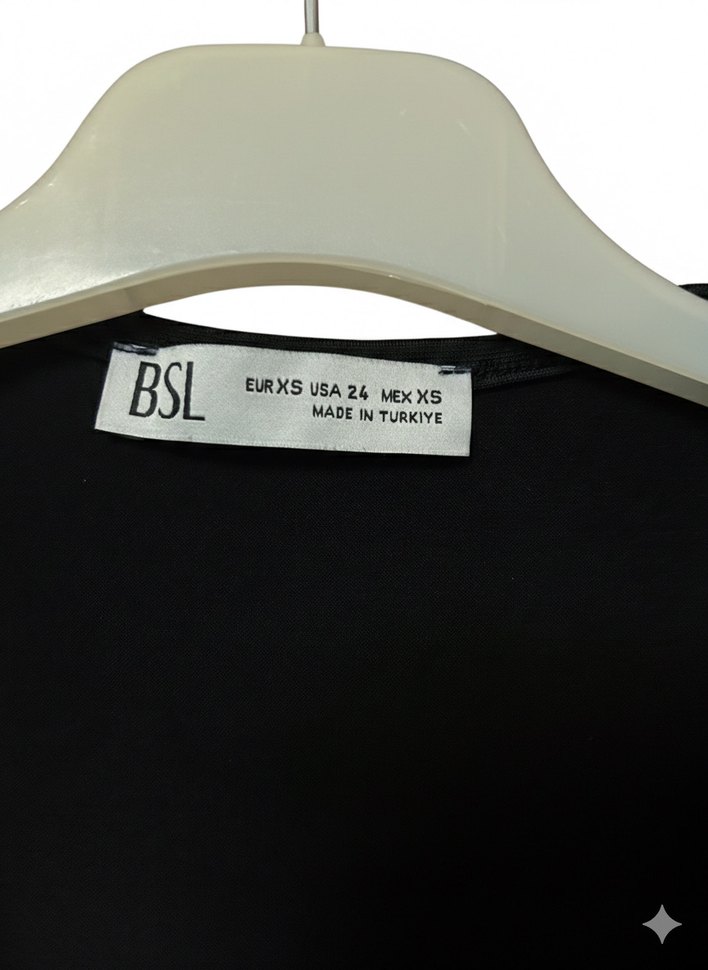 BSL
EUR XS USA 24 MEX XS
MADE IN TURKIYE